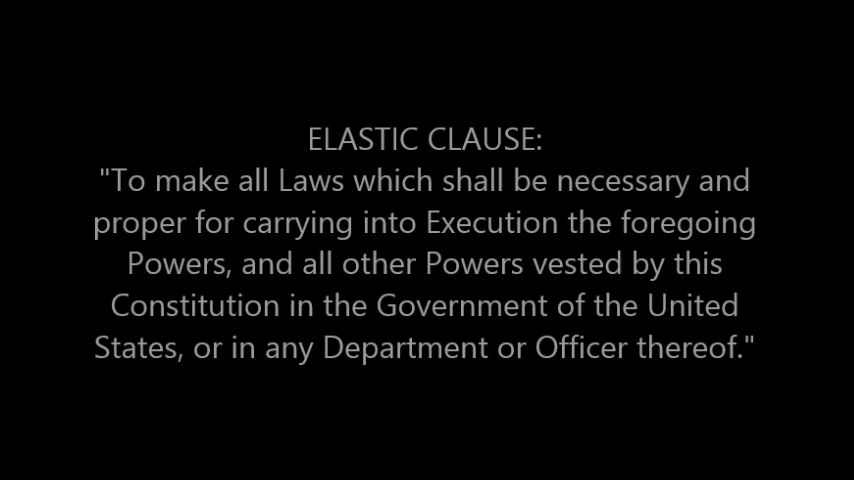 ELASTIC CLAUSE:
"To make all Laws which shall be necessary and
proper for carrying into Execution the foregoing
Powers, and all other Powers vested by this
Constitution in the Government of the United
States, or in any Department or Officer thereof."